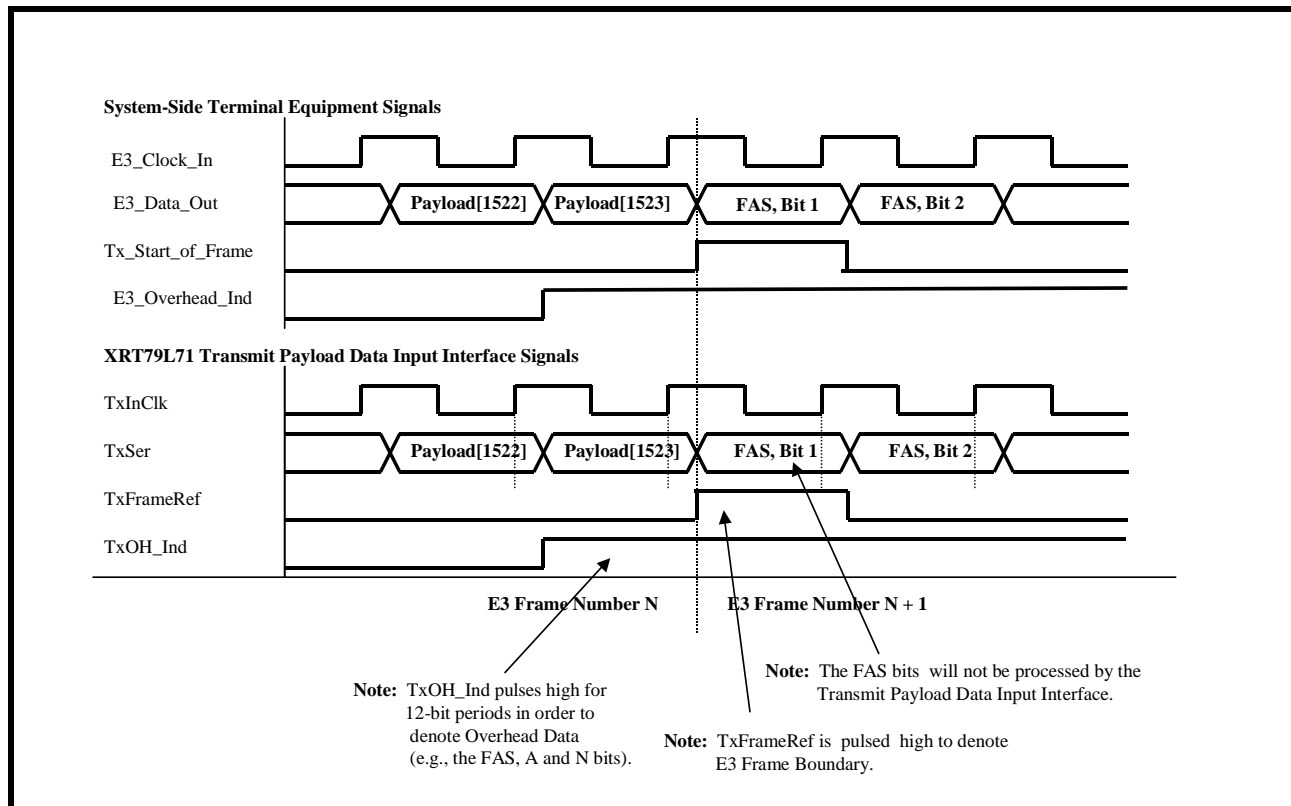 System-Side Terminal Equipment Signals
E3_Clock_In
E3_Data_Out
Payload[1522] Payload[1523] FAS, Bit 1 FAS, Bit 2
Tx_Start_of_Frame
E3_Overhead_Ind
XRT79L71 Transmit Payload Data Input Interface Signals
TxInClk
TxSer
Payload[1522] Payload[1523] FAS, Bit 1 FAS, Bit 2
TxFrameRef
TxOH_Ind
E3 Frame Number N E3 Frame Number N + 1
Note: The FAS bits will not be processed by the
Transmit Payload Data Input Interface.
Note: TxOH_Ind pulses high for
12-bit periods in order to
denote Overhead Data
(e.g., the FAS, A and N bits).
Note: TxFrameRef is pulsed high to denote
E3 Frame Boundary.